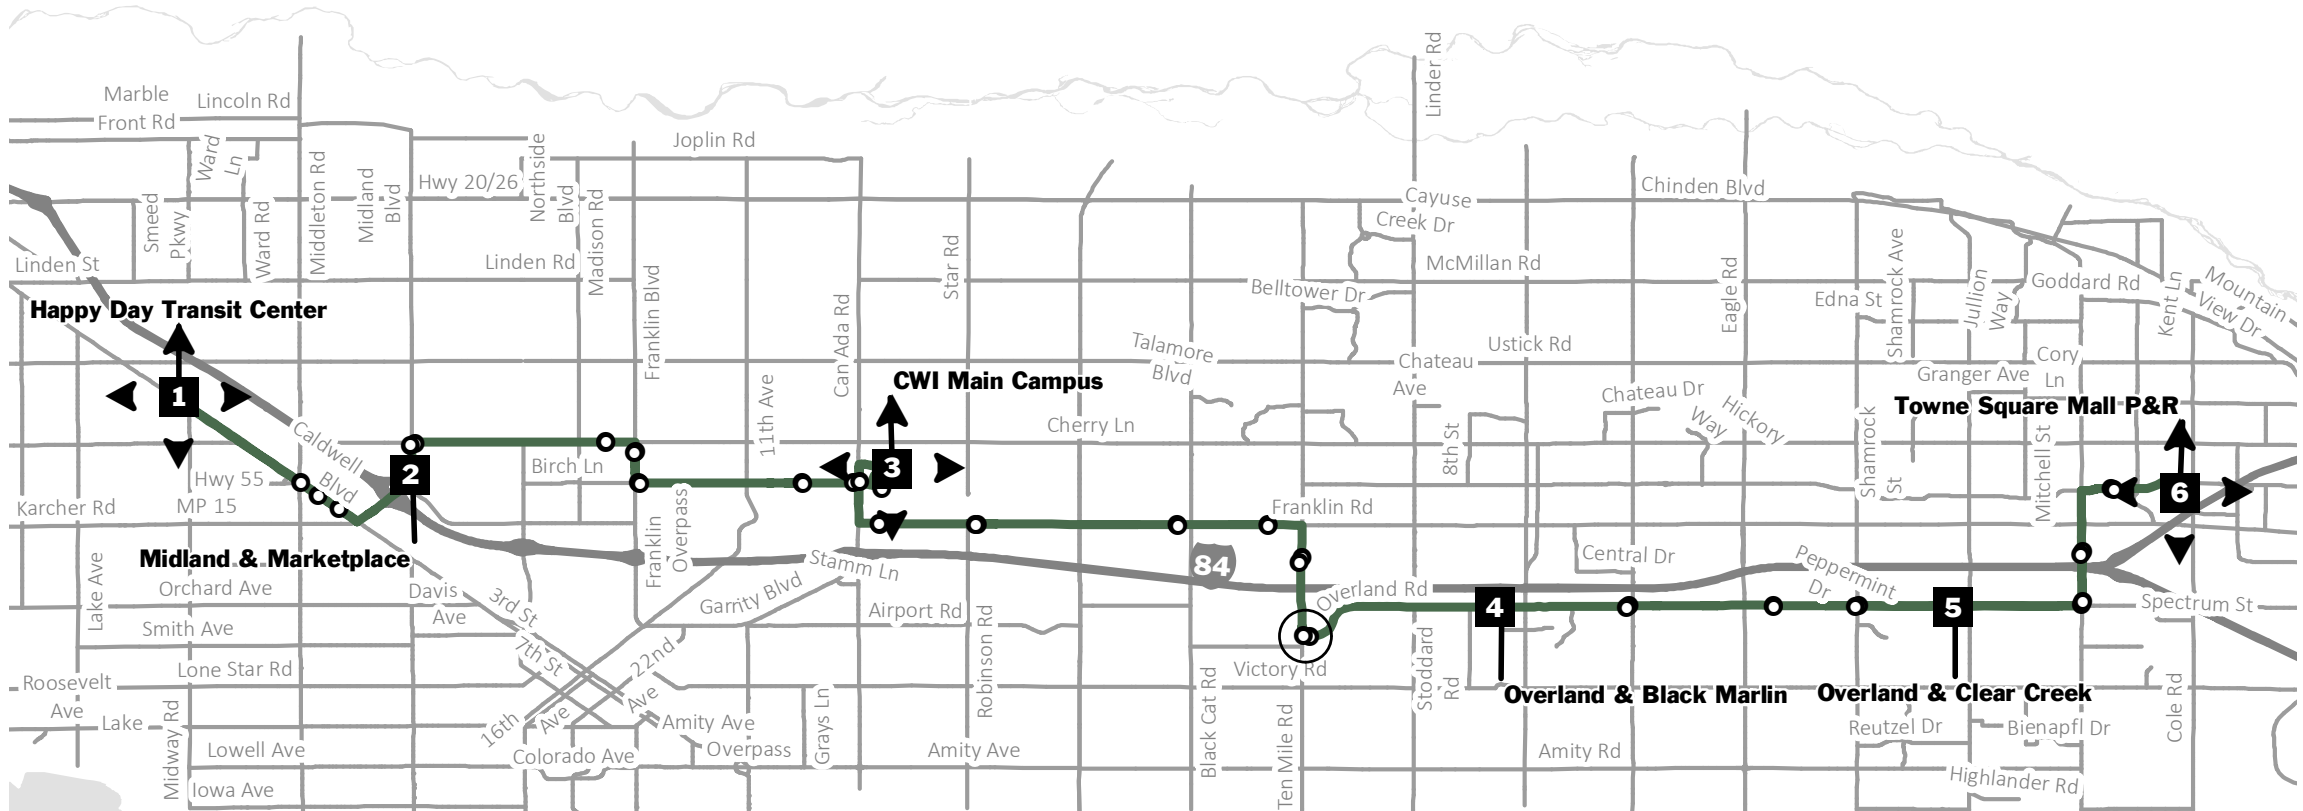 Linder Rd
Marble
Front Rd
Lincoln Rd
Joplin Rd
Ward
Ln
Smeed
Pkwy
Ward Rd
Middleton Rd
Midland
Blvd
Hwy 20/26
Northside
Blvd
Madison Rd
Cayuse
Creek Dr
Chinden Blvd
Linden St
Linden Rd
Franklin Blvd
Can Ada Rd
Star Rd
McMillan Rd
Belltower Dr
Eagle Rd
Edna St
Shamrock Ave
Jullion
Way
Goddard Rd
Kent Ln
Mountain
View Dr
Happy Day Transit Center
1
Talamore
Blvd
Chateau
Ave
Ustick Rd
Cory
Ln
Granger Ave
CWI Main Campus
3
11th Ave
Cherry Ln
Chateau Dr
Hickory
Way
Towne Square Mall P&R
6
Caldwell
Blvd
2
Birch Ln
8th St
Shamrock
St
Mitchell St
Hwy 55
MP 15
Karcher Rd
Franklin
Overpass
Franklin Rd
Midland & Marketplace
Stamm Ln
84
Central Dr
Peppermint
Dr
Lake Ave
Orchard Ave
Davis
Ave
3rd St
Garrity Blvd
Airport Rd
Overland Rd
4
5
Spectrum St
Smith Ave
7th St
22nd
Ave
Robinson Rd
Victory Rd
Stoddard
Rd
Lone Star Rd
Roosevelt
Ave
Overland & Black Marlin
Overland & Clear Creek
Lake
Midway Rd
16th
Ave
Amity Ave
Overpass
Grays Ln
Amity Ave
Black Cat Rd
Ten Mile Rd
Amity Rd
Reutzel Dr
Bienapfl Dr
Cole Rd
Lowell Ave
Colorado Ave
Highlander Rd
Iowa Ave